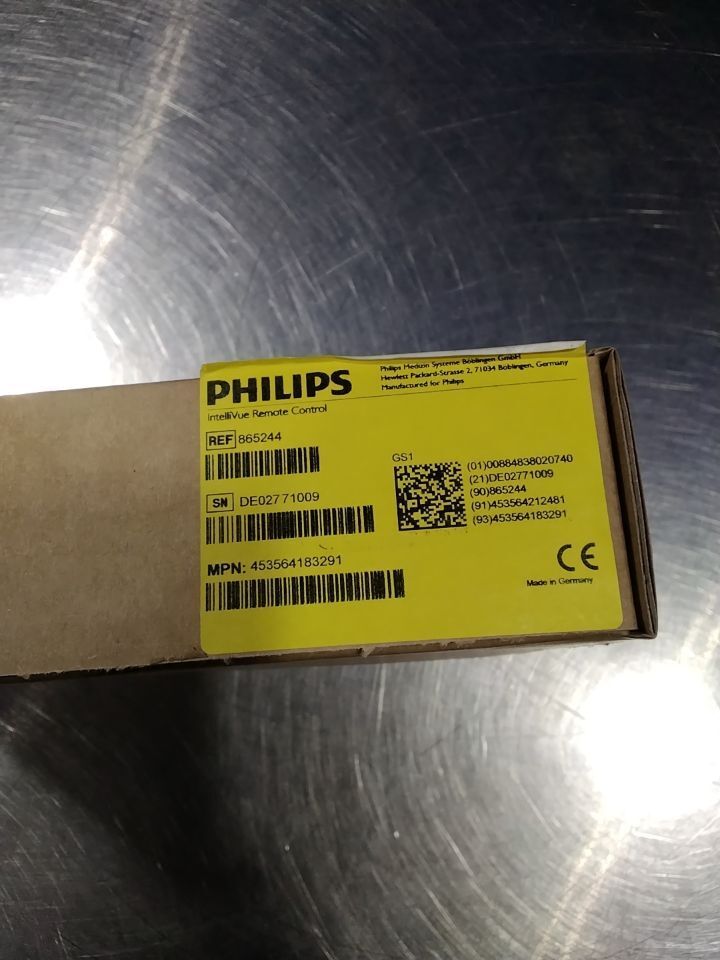 PHILIPS
Philips Medizin Systeme Böblingen GmbH
Hewlett Packard-Strasse 2, 71034 Böblingen, Germany
Manufactured for Philips
IntelliVue Remote Control
REF 865244
SN DE02771009
MPN: 453564183291
GS1
(01)00884838020740
(21)DE02771009
(90)865244
(91)453564212481
(93)453564183291
CE
Made in Germany